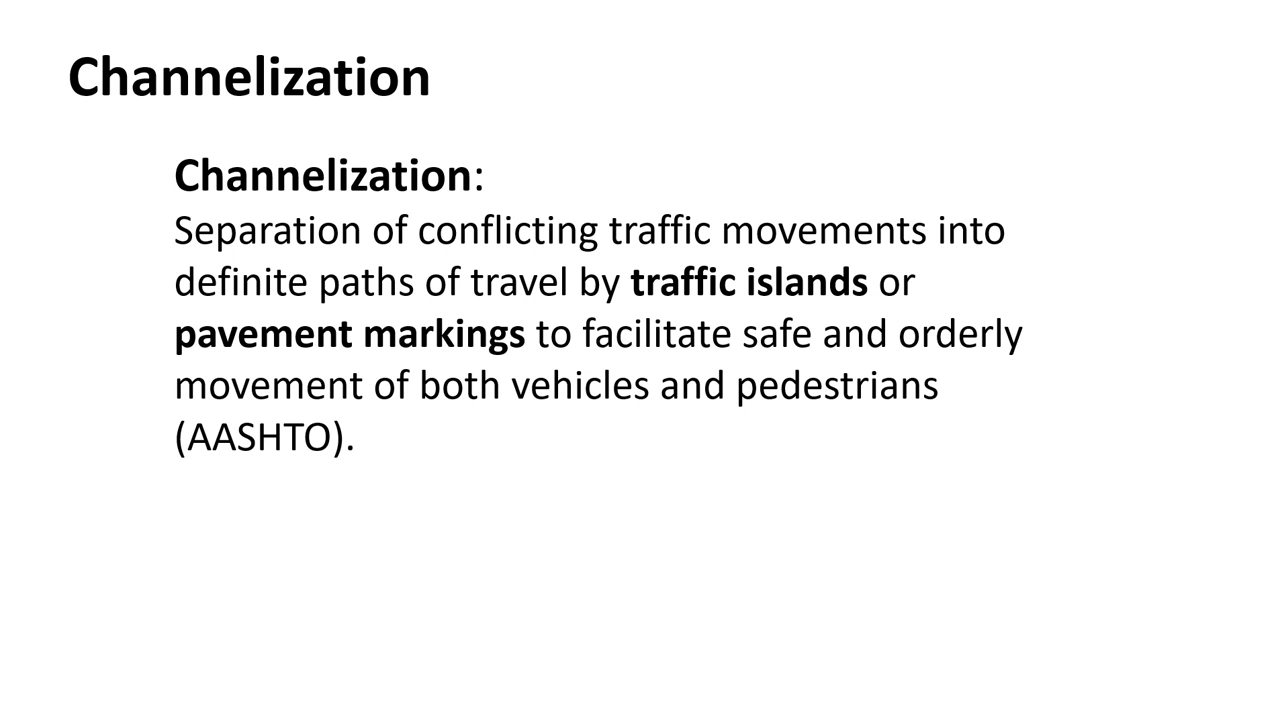 Channelization
Channelization:
Separation of conflicting traffic movements into
definite paths of travel by traffic islands or
pavement markings to facilitate safe and orderly
movement of both vehicles and pedestrians
(AASHTO).